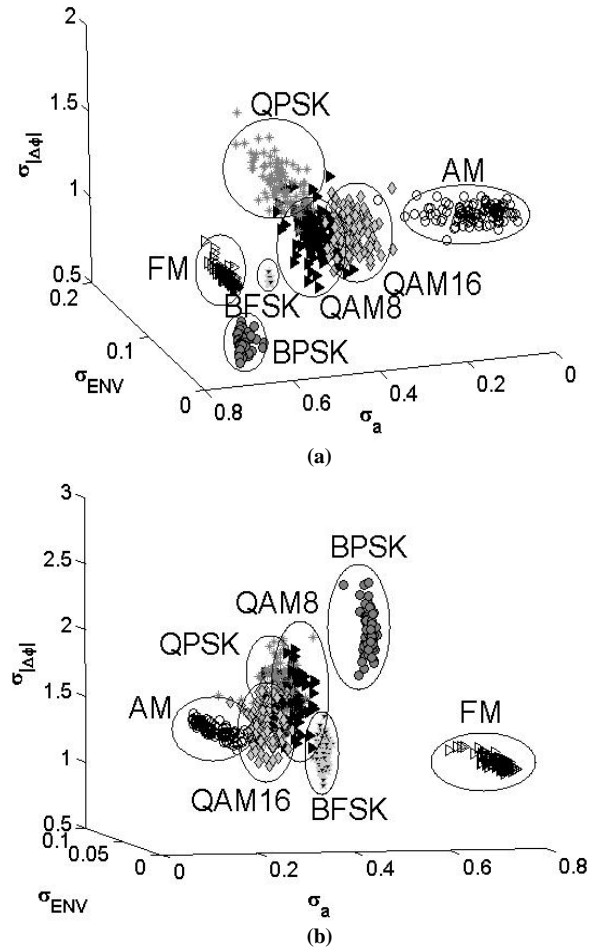 2
1.5
σ|Δϕ|
1
0.5
0.2
0.1
σENV
0
0.8
0.6
0.4
0.2
0
σa
QPSK
AM
FM
BFSK
QAM8
QAM16
BPSK
(a)
3
2.5
2
σ|Δϕ|
1.5
1
0.5
0.1
0.05
0
σENV
0
0.2
0.4
0.6
0.8
σa
BPSK
QAM8
QPSK
AM
FM
QAM16
BFSK
(b)